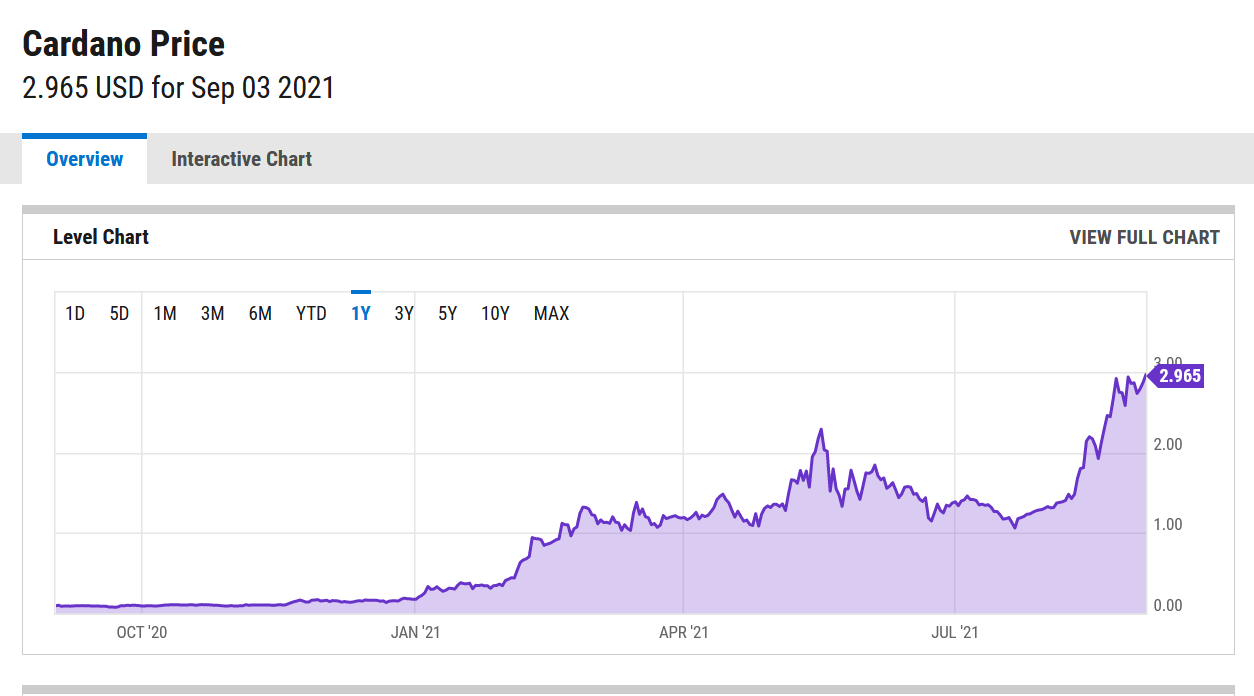 Cardano Price
2.965 USD for Sep 03 2021
Overview Interactive Chart
Level Chart VIEW FULL CHART
1D 5D 1M 3M 6M YTD 1Y 3Y 5Y 10Y MAX
3.00
2.965
2.00
1.00
0.00
OCT '20 JAN '21 APR '21 JUL '21